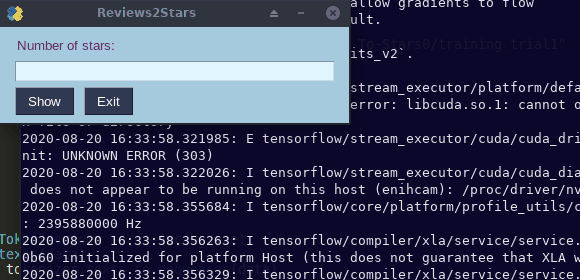 Reviews2Stars
Number of stars:
Show
Exit
allow gradients to flow
ult.
ToStars0/training trial1"
its_v2`.
stream_executor/platform/defa
error: libcuda.so.1: cannot o
2020-08-20 16:33:58.321985: E tensorflow/stream_executor/cuda/cuda_dri
nit: UNKNOWN ERROR (303)
2020-08-20 16:33:58.322026: I tensorflow/stream_executor/cuda/cuda_dia
does not appear to be running on this host (enihcam): /proc/driver/nv
2020-08-20 16:33:58.355684: I tensorflow/core/platform/profile_utils/c
: 2395880000 Hz
2020-08-20 16:33:58.356263: I tensorflow/compiler/xla/service/service.
0b60 initialized for platform Host (this does not guarantee that XLA w
2020-08-20 16:33:58.356329: I tensorflow/compiler/xla/service/service.
Tok
tex
to